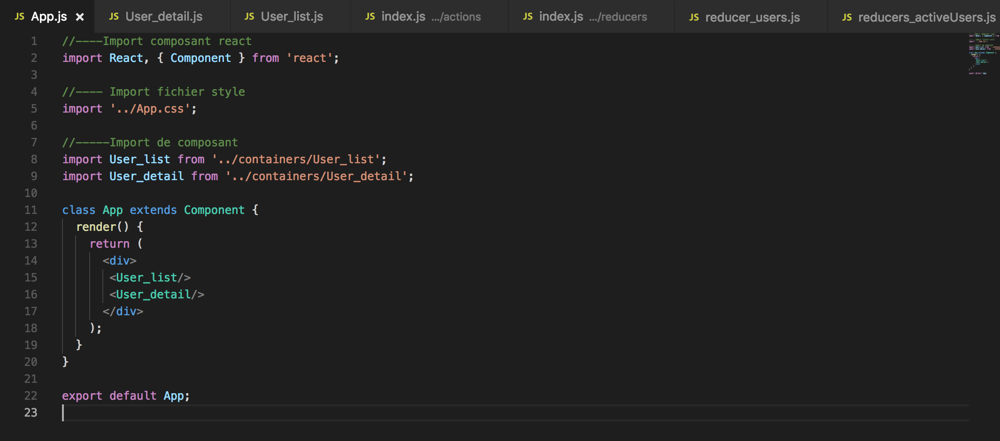 JS App.js × JS User_detail.js JS User_list.js JS index.js .../actions JS index.js .../reducers JS reducer_users.js JS reducers_activeUsers.js
1 //----Import composant react
2 import React, { Component } from 'react';
3
4 //---- Import fichier style
5 import '../App.css';
6
7 //-----Import de composant
8 import User_list from '../containers/User_list';
9 import User_detail from '../containers/User_detail';
10
11 class App extends Component {
12 render() {
13 return (
14 <div>
15 <User_list/>
16 <User_detail/>
17 </div>
18 );
19 }
20 }
21
22 export default App;
23